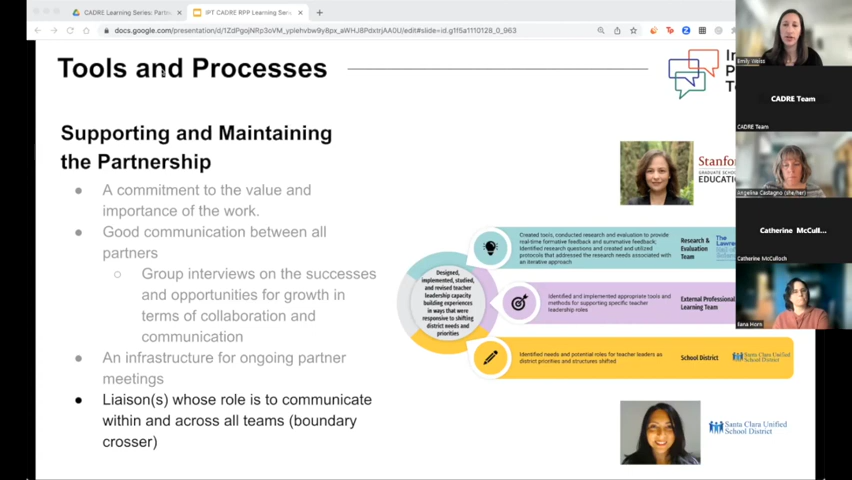 CADRE Learning Series: Partn
IPT CADRE RPP Learning Serie
docs.google.com/presentation/d/1ZdPgojNRp3oVM_yplehvbw9y8px_aWHJ8PdxtrjAA0U/edit#slide=id.g1f5a1110128_0_963
Tools and Processes
Supporting and Maintaining
the Partnership
A commitment to the value and
importance of the work.
Good communication between all
partners
Group interviews on the successes
and opportunities for growth in
terms of collaboration and
communication
An infrastructure for ongoing partner
meetings
Liaison(s) whose role is to communicate
within and across all teams (boundary
crosser)
Stanfo
GRADUATE SCHOOL
EDUCATIO
Designed,
implemented, studied,
and revised teacher
leadership capacity
building experiences
in ways that were
responsive to shifting
district needs and
priorities
Created tools, conducted research and evaluation to provide
real-time formative feedback and summative feedback;
Identified research questions and created and utilized
protocols that addressed the research needs associated with
an iterative approach
Research &
Evaluation
Team
The
Lawren
Identified and implemented appropriate tools and
methods for supporting specific teacher
leadership roles
External Professional
Learning Team
Identified needs and potential roles for teacher leaders as
district priorities and structures shifted
School District
Santa Clara Unified
School District
Santa Clara Unified
School District
Emily Weiss
CADRE Team
CADRE Team
Angelina Castagno (she/her)
Catherine McCull...
Catherine McCulloch
Ilana Horn